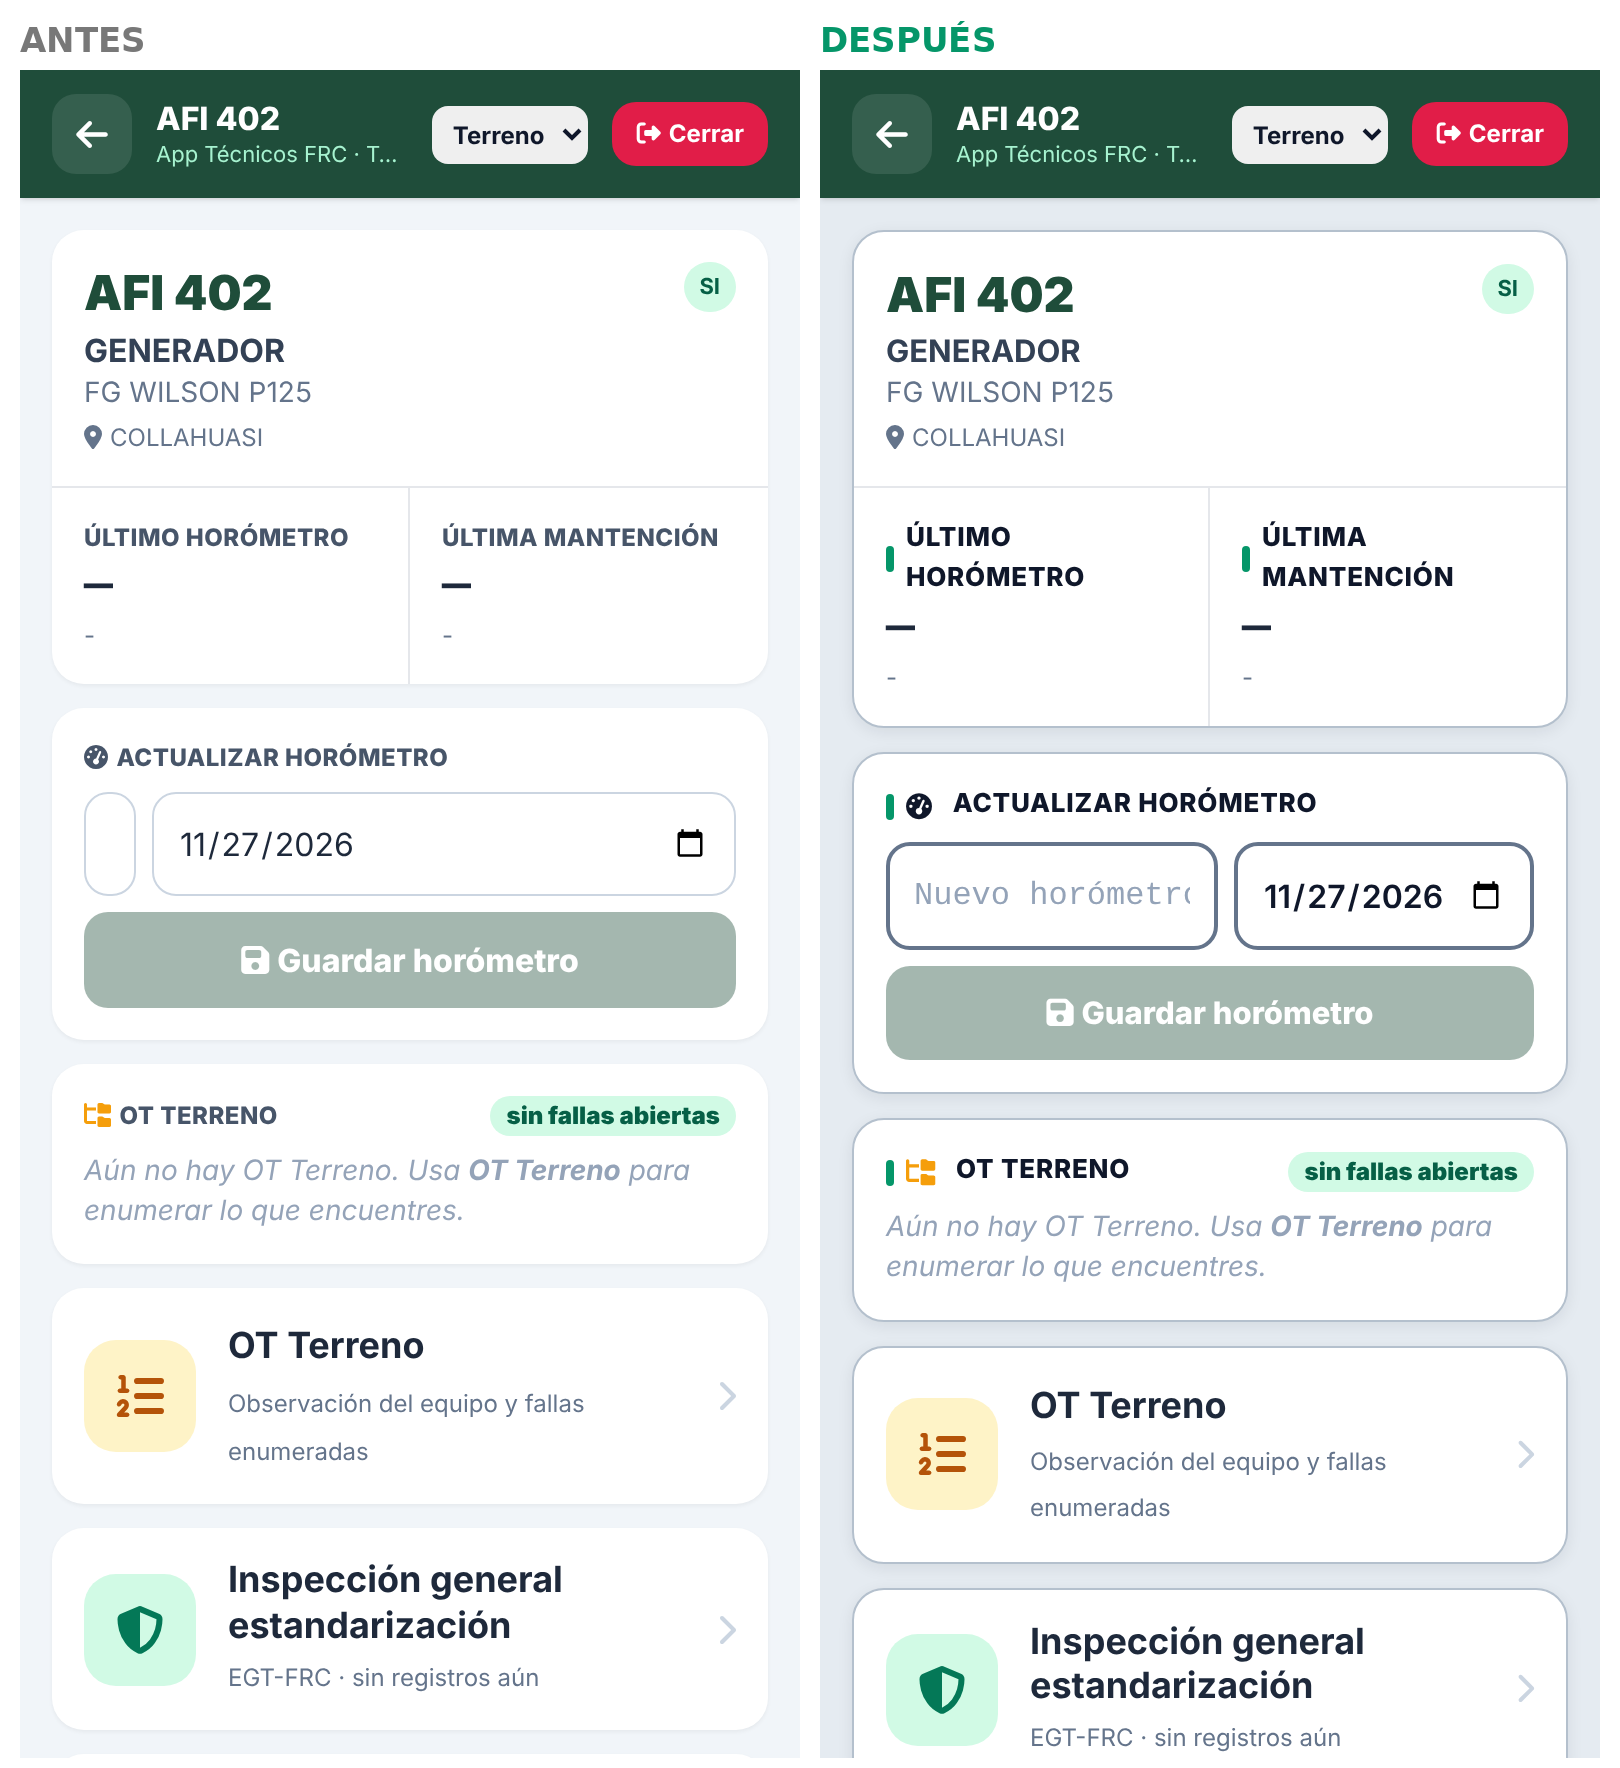 ANTES
AFI 402
App Técnicos FRC · T...
Terreno
Cerrar
AFI 402
SI
GENERADOR
FG WILSON P125
COLLAHUASI
ÚLTIMO HORÓMETRO
—
-
ÚLTIMA MANTENCIÓN
—
-
ACTUALIZAR HORÓMETRO
11/27/2026
Guardar horómetro
OT TERRENO
sin fallas abiertas
Aún no hay OT Terreno. Usa OT Terreno para
enumerar lo que encuentres.
OT Terreno
Observación del equipo y fallas
enumeradas
Inspección general
estandarización
EGT-FRC · sin registros aún
DESPUÉS
AFI 402
App Técnicos FRC · T...
Terreno
Cerrar
AFI 402
SI
GENERADOR
FG WILSON P125
COLLAHUASI
ÚLTIMO
HORÓMETRO
—
-
ÚLTIMA
MANTENCIÓN
—
-
ACTUALIZAR HORÓMETRO
Nuevo horómetro
11/27/2026
Guardar horómetro
OT TERRENO
sin fallas abiertas
Aún no hay OT Terreno. Usa OT Terreno para
enumerar lo que encuentres.
OT Terreno
Observación del equipo y fallas
enumeradas
Inspección general
estandarización
EGT-FRC · sin registros aún